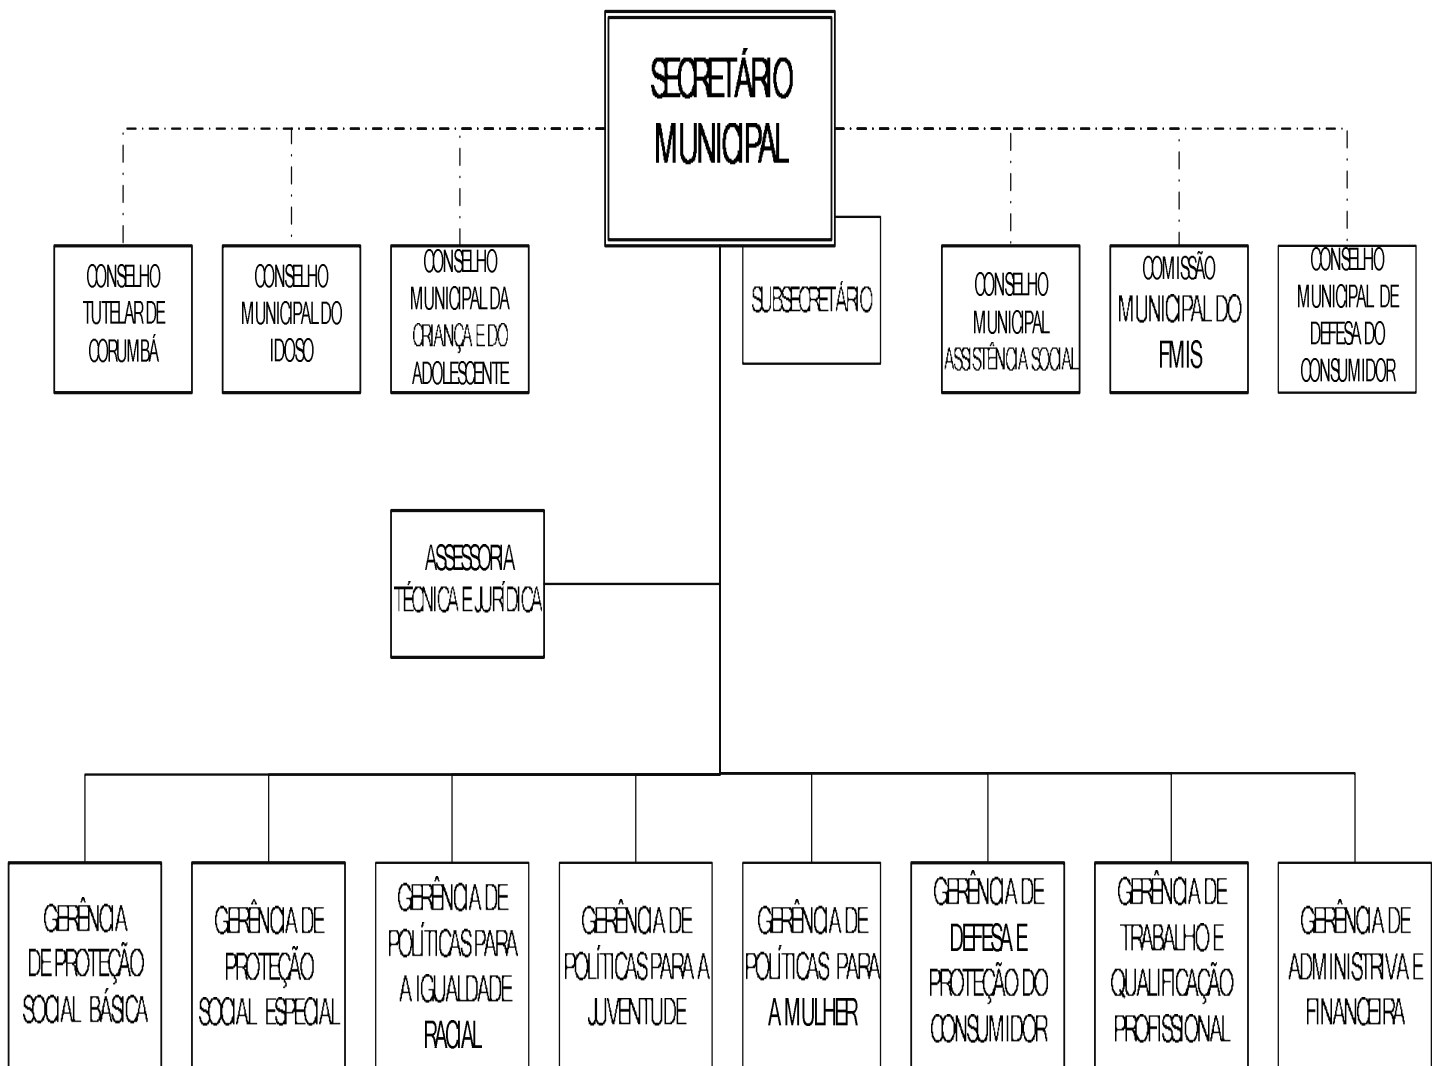 SECRETÁRIO
MUNICIPAL
CONSELHO
TUTELAR DE
CORUMBÁ
CONSELHO
MUNICIPAL DO
IDOSO
CONSELHO
MUNICIPAL DA
CRIANÇA E DO
ADOLESCENTE
SUBSECRETÁRIO
CONSELHO
MUNICIPAL
ASSISTÊNCIA SOCIAL
COMISSÃO
MUNICIPAL DO
FMIS
CONSELHO
MUNICIPAL DE
DEFESA DO
CONSUMIDOR
ASSESSORIA
TÉCNICA E JURÍDICA
GERÊNCIA
DE PROTEÇÃO
SOCIAL BÁSICA
GERÊNCIA DE
PROTEÇÃO
SOCIAL ESPECIAL
GERÊNCIA DE
POLÍTICAS PARA
A IGUALDADE
RACIAL
GERÊNCIA DE
POLÍTICAS PARA A
JUVENTUDE
GERÊNCIA DE
POLÍTICAS PARA
A MULHER
GERÊNCIA DE
DEFESA E
PROTEÇÃO DO
CONSUMIDOR
GERÊNCIA DE
TRABALHO E
QUALIFICAÇÃO
PROFISSIONAL
GERÊNCIA DE
ADMINISTRIVA E
FINANCEIRA